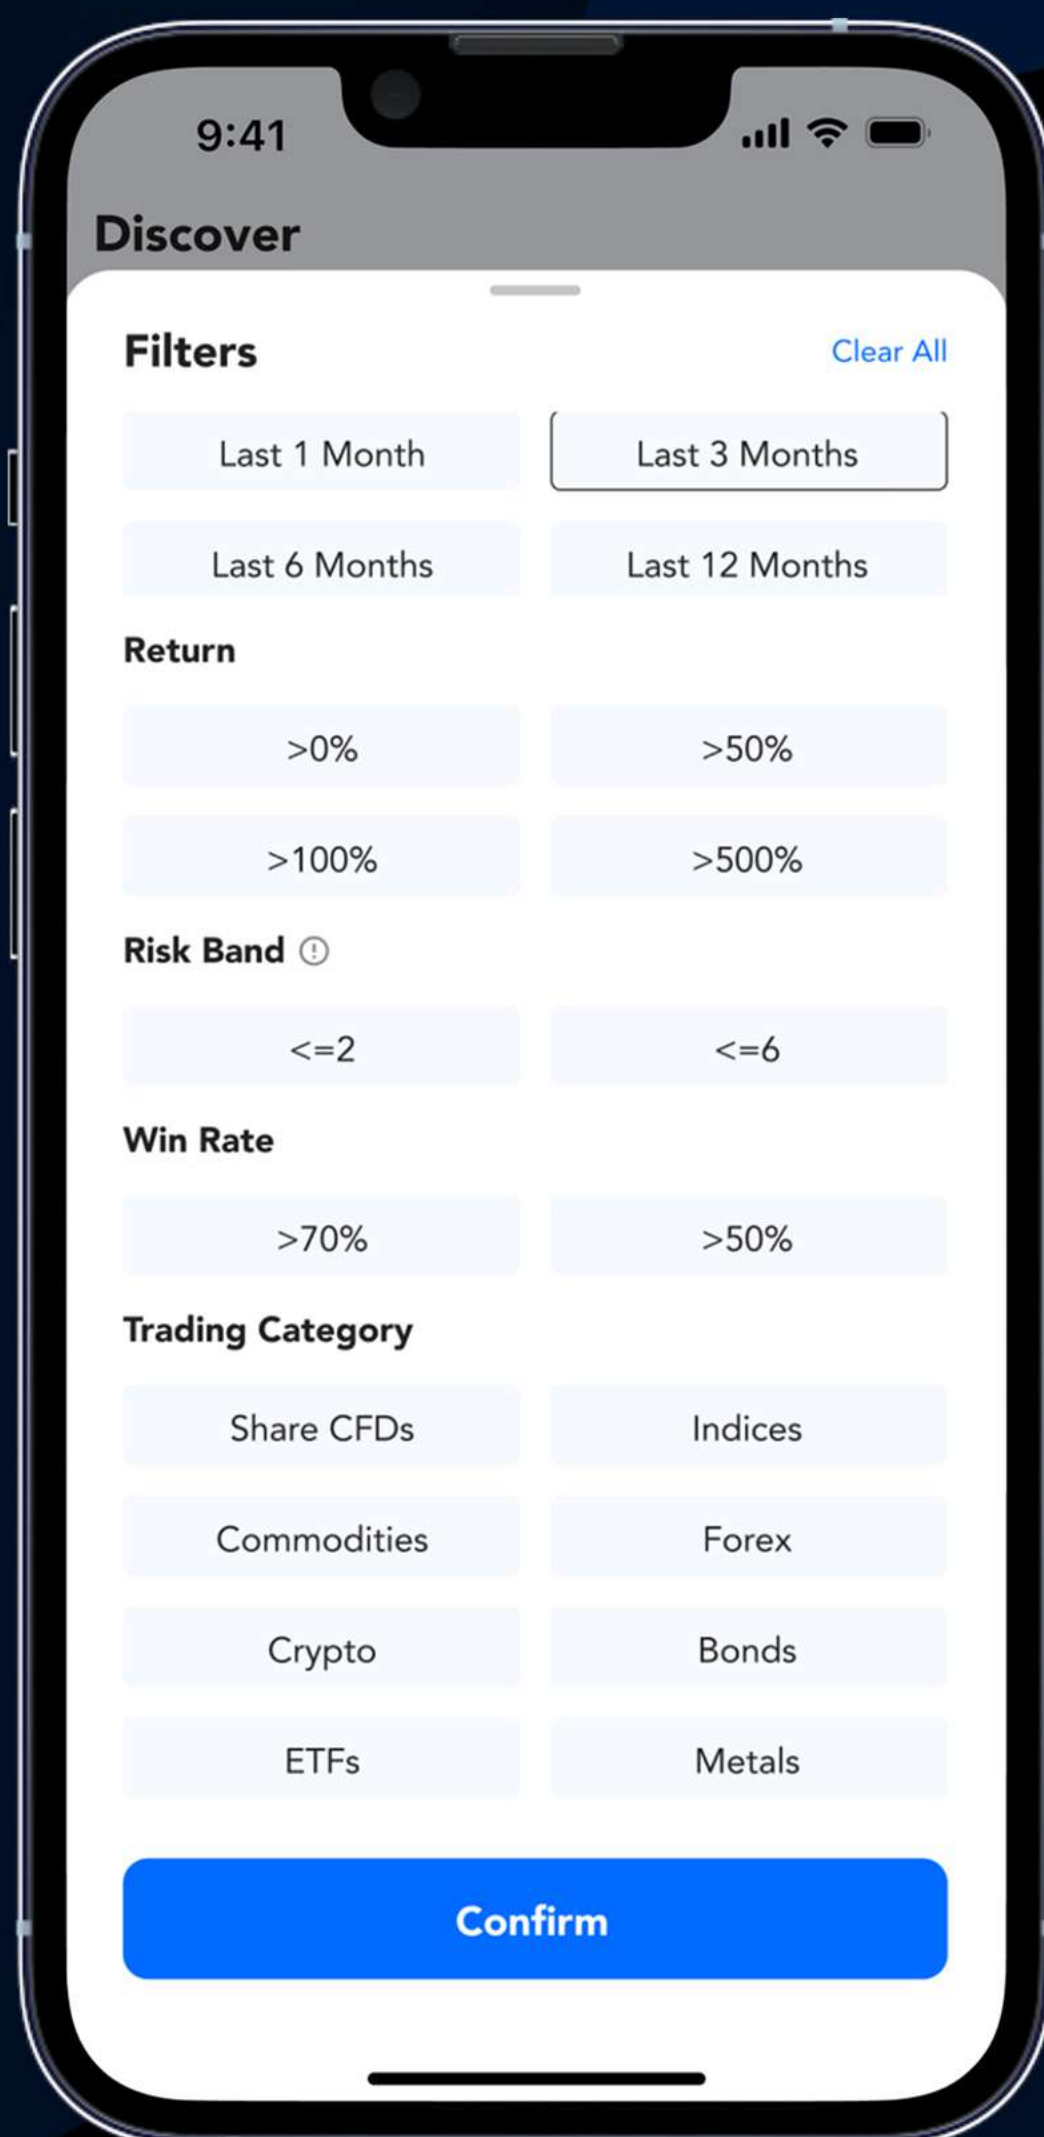 9:41
Discover
Filters Clear All
Last 1 Month Last 3 Months
Last 6 Months Last 12 Months
Return
>0% >50%
>100% >500%
Risk Band
<=2 <=6
Win Rate
>70% >50%
Trading Category
Share CFDs Indices
Commodities Forex
Crypto Bonds
ETFs Metals
Confirm